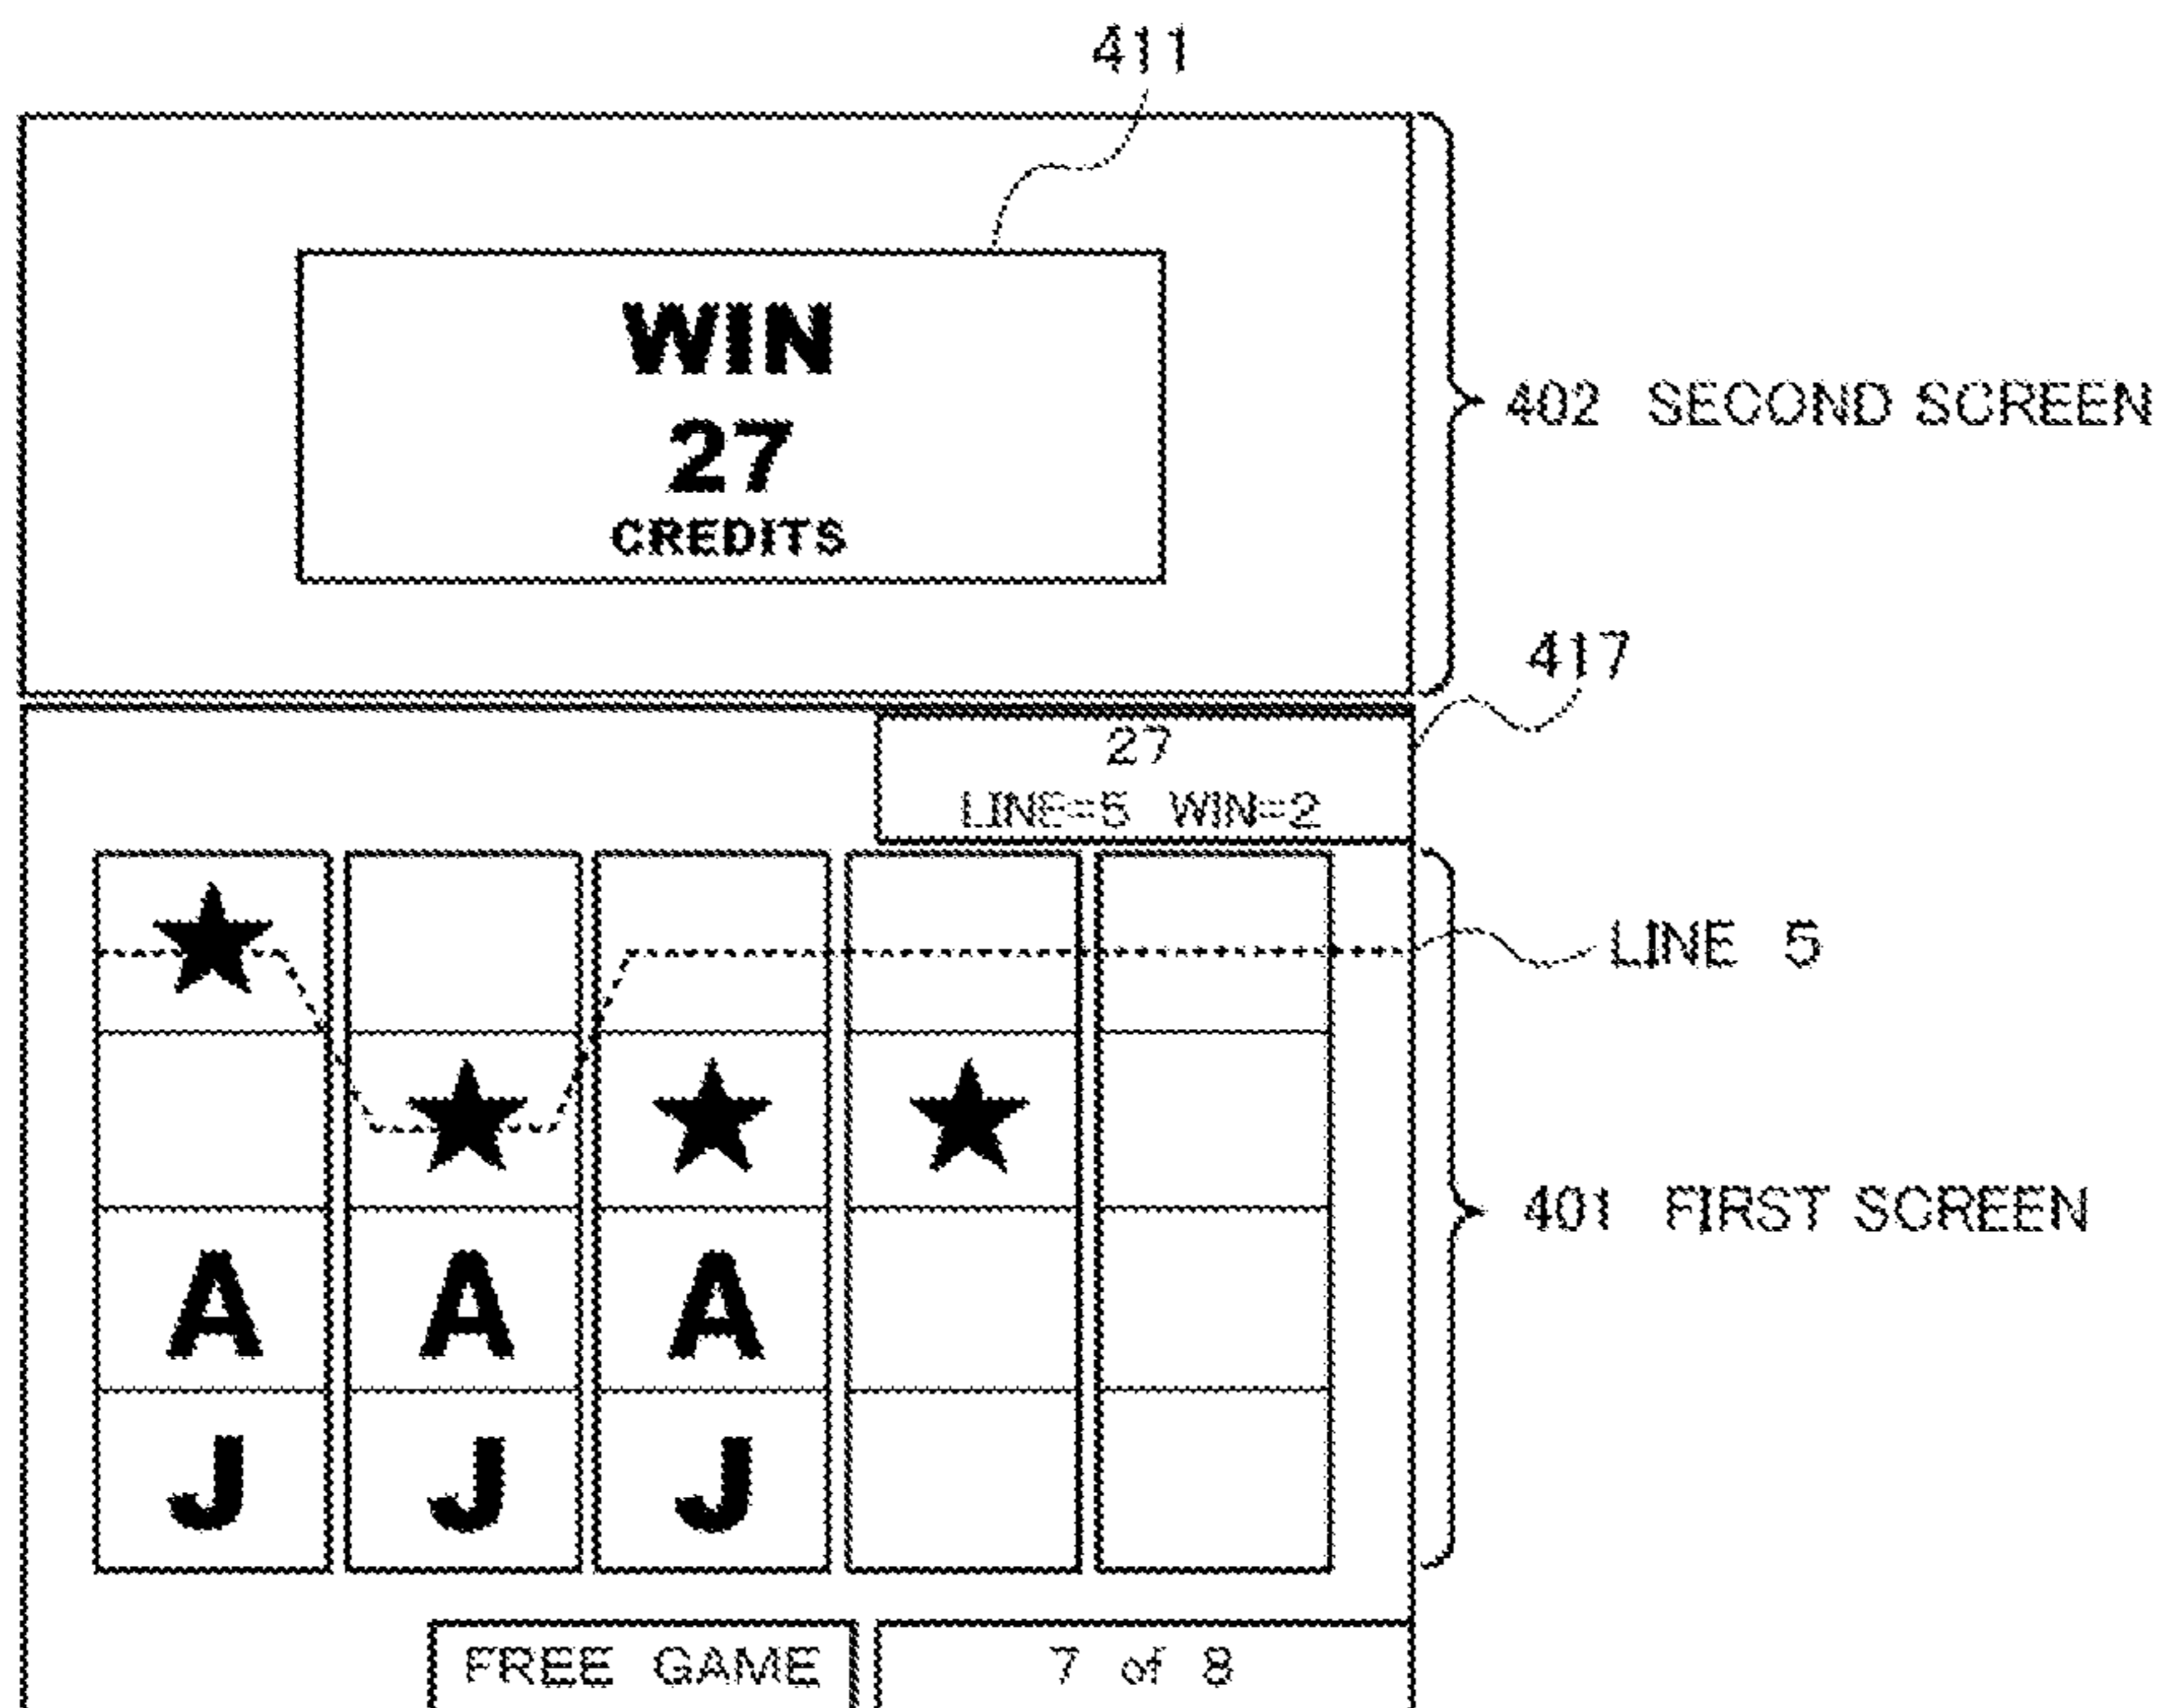 411
WIN
27
CREDITS
402 SECOND SCREEN
417
27
LINE=5 WIN=2
LINE 5
401 FIRST SCREEN
A A A
J J J
FREE GAME 7 of 8